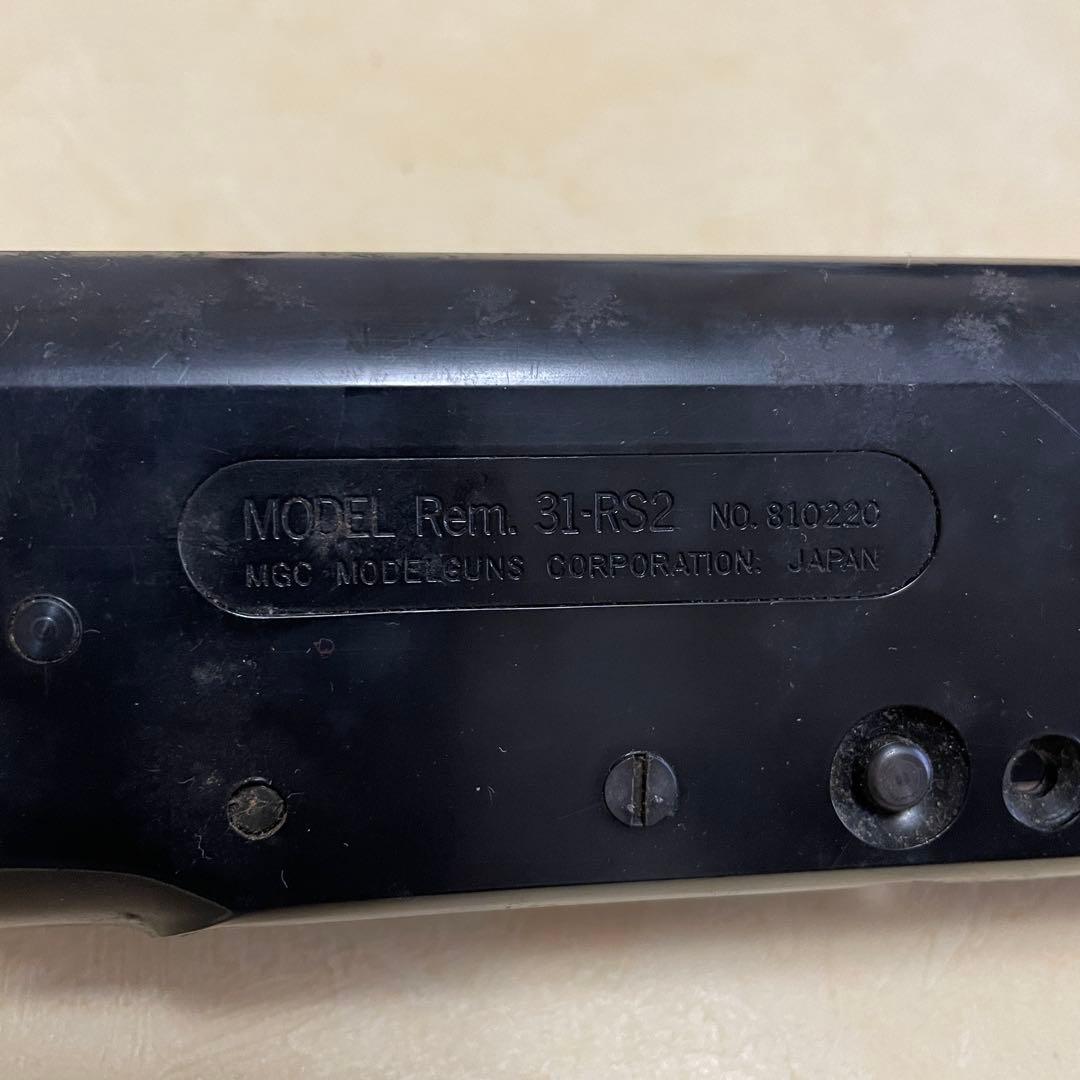 MODEL Rem. 31-RS2 NO. 810220
MGC MODELGUNS CORPORATION: JAPAN